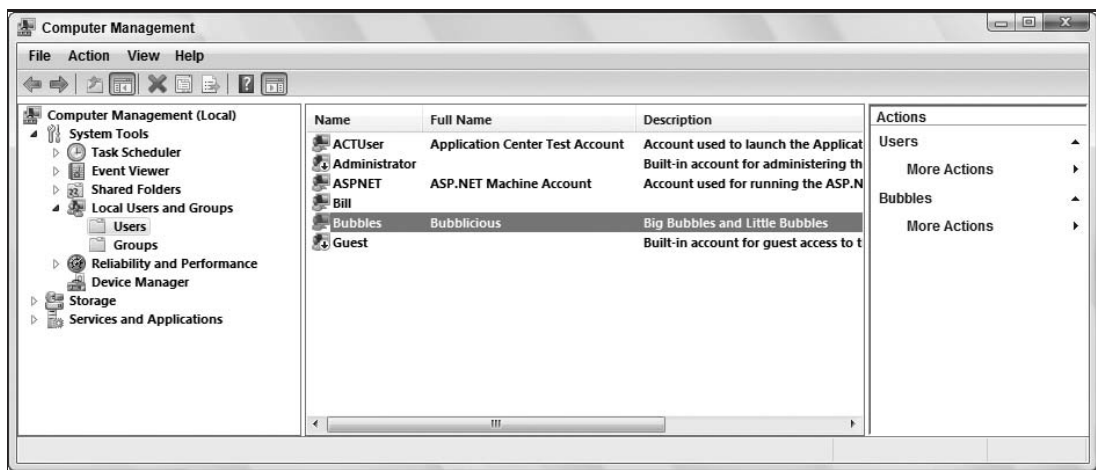 Computer Management
File Action View Help
Computer Management (Local)
System Tools
Task Scheduler
Event Viewer
Shared Folders
Local Users and Groups
Users
Groups
Reliability and Performance
Device Manager
Storage
Services and Applications
Name Full Name Description
ACTUser Application Center Test Account Account used to launch the Applicat
Administrator Built-in account for administering th
ASPNET ASP.NET Machine Account Account used for running the ASP.N
Bill
Bubbles Bubblicious Big Bubbles and Little Bubbles
Guest Built-in account for guest access to t
Actions
Users
More Actions
Bubbles
More Actions